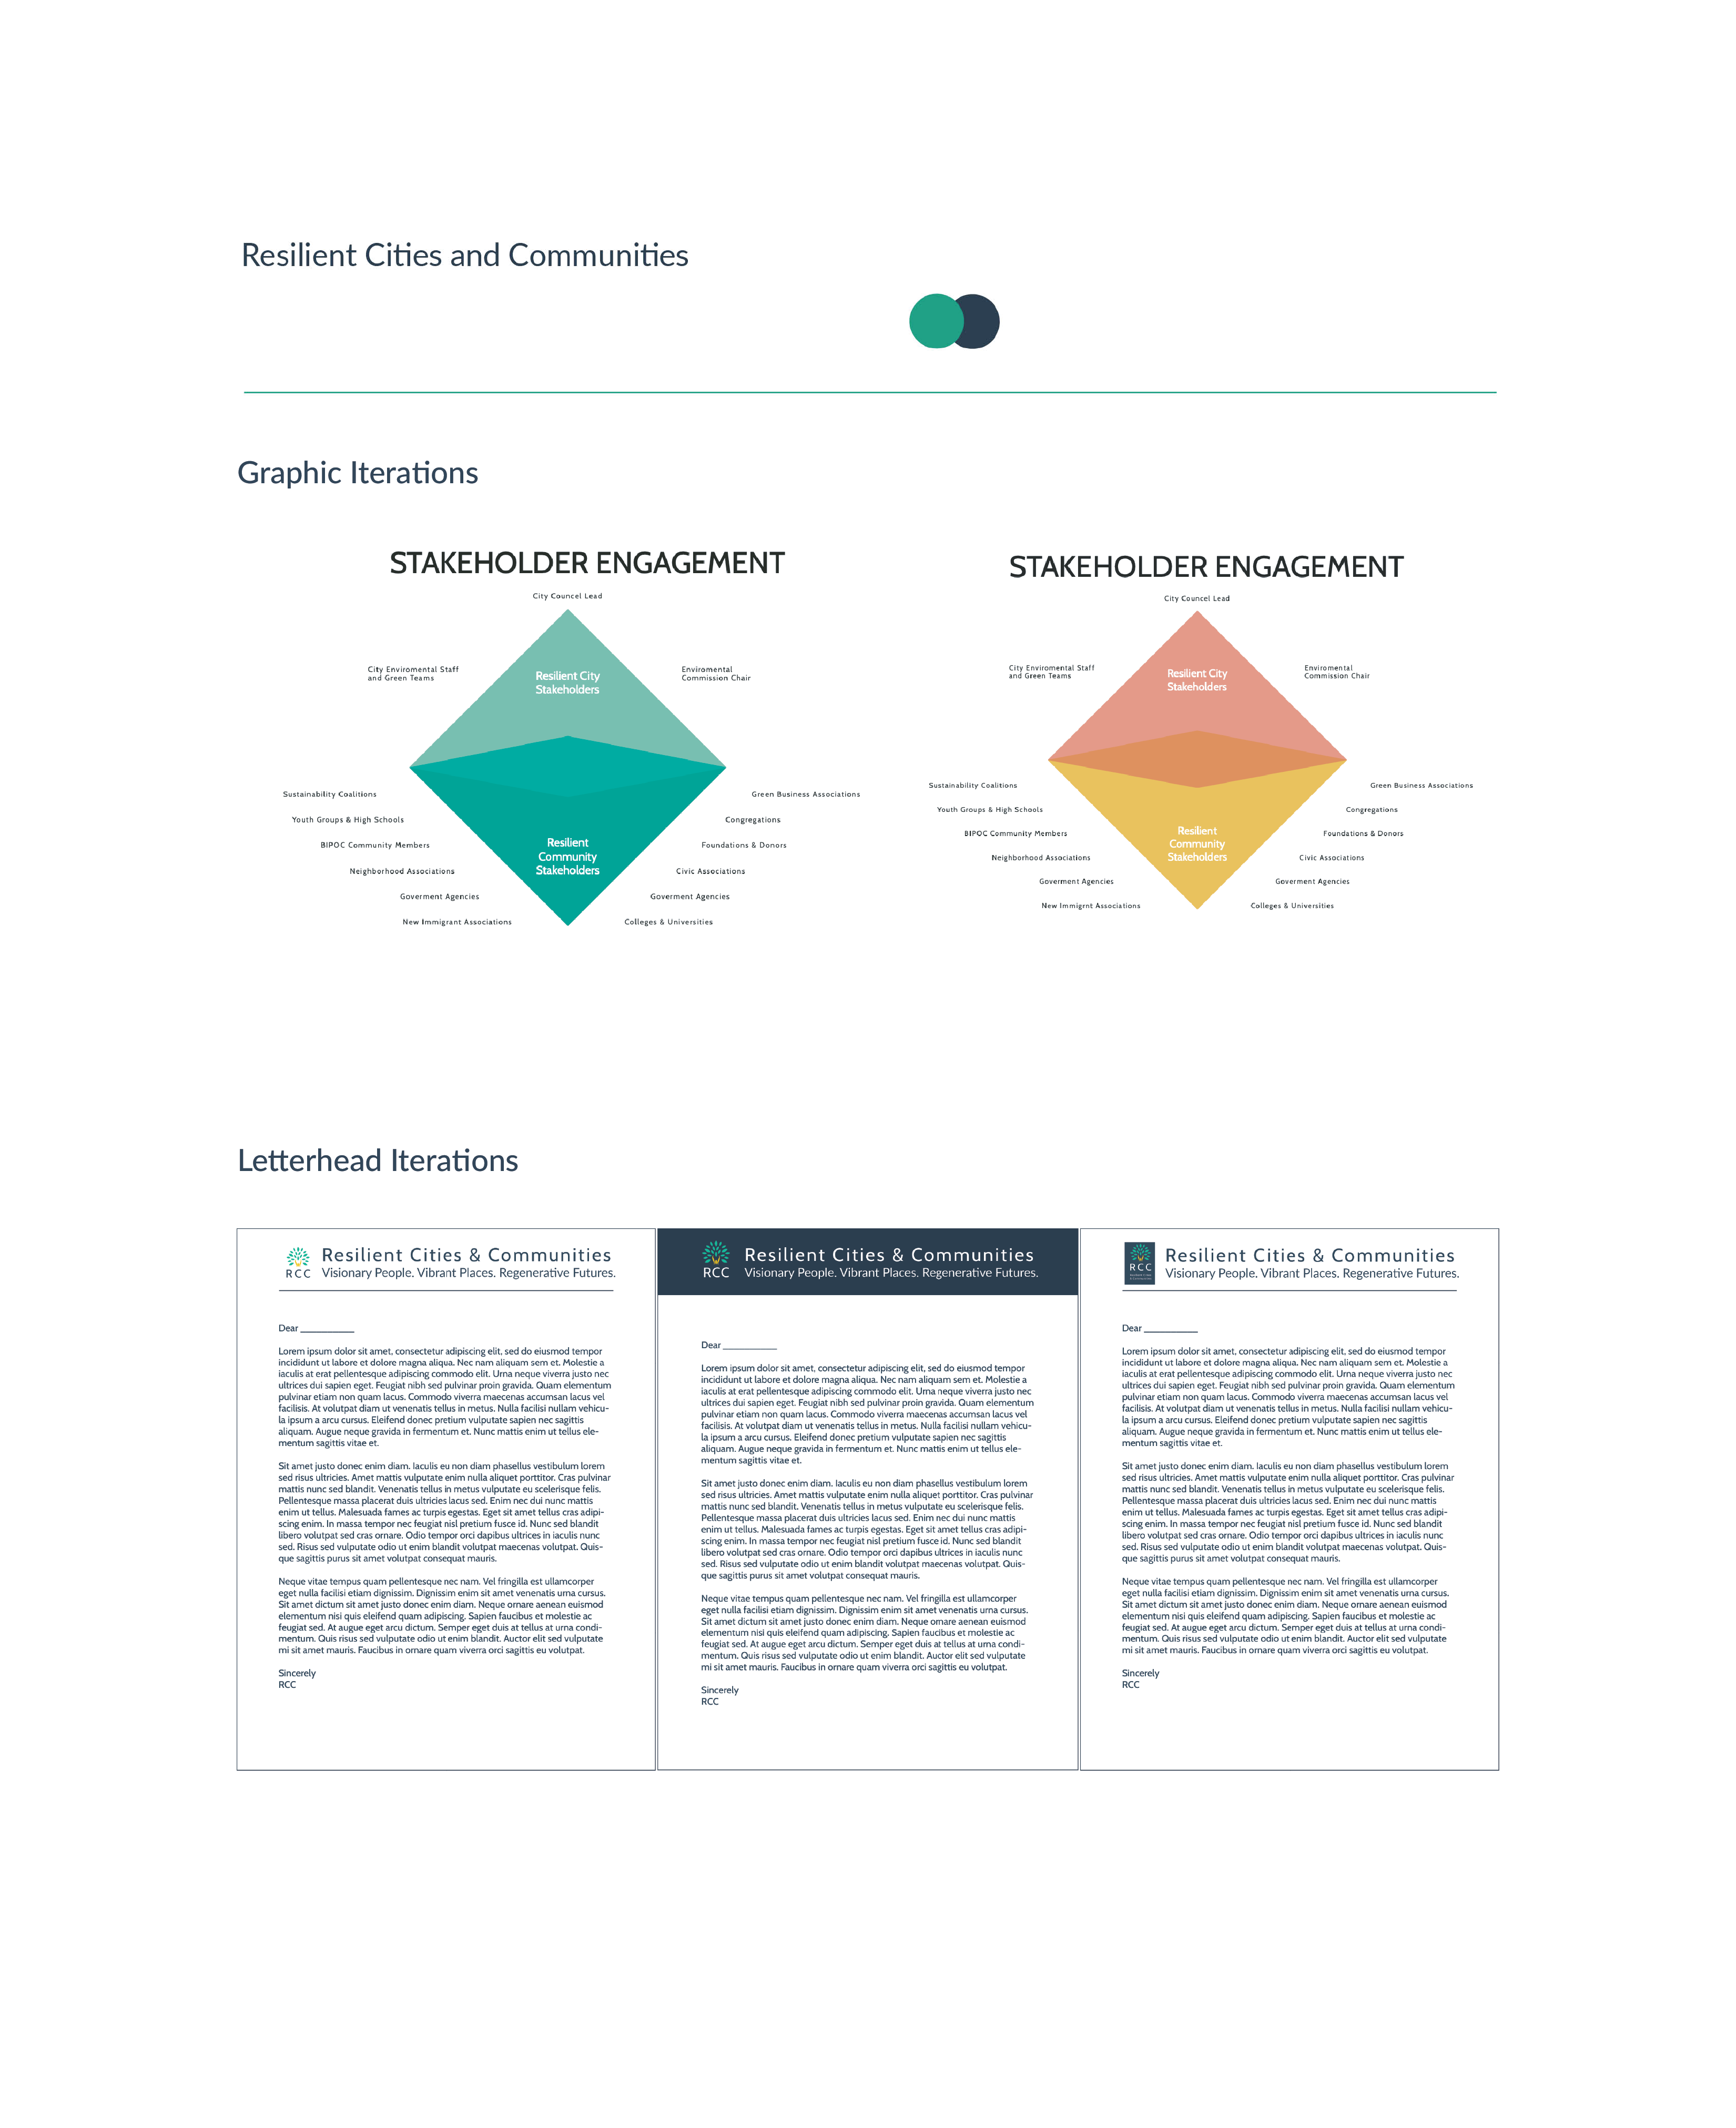 Resilient Cities and Communities
Graphic Iterations
STAKEHOLDER ENGAGEMENT
City Councel Lead
City Enviromental Staff
and Green Teams
Enviromental
Commission Chair
Resilient City
Stakeholders
Sustainability Coalitions
Green Business Associations
Youth Groups & High Schools
Congregations
BIPOC Community Members
Foundations & Donors
Resilient
Community
Stakeholders
Neighborhood Associations
Civic Associations
Goverment Agencies
Goverment Agencies
New Immigrant Associations
Colleges & Universities
STAKEHOLDER ENGAGEMENT
City Councel Lead
City Enviromental Staff
and Green Teams
Enviromental
Commission Chair
Resilient City
Stakeholders
Sustainability Coalitions
Green Business Associations
Youth Groups & High Schools
Congregations
BIPOC Community Members
Foundations & Donors
Resilient
Community
Stakeholders
Neighborhood Associations
Civic Associations
Goverment Agencies
Goverment Agencies
New Immigrnt Associations
Colleges & Universities
Letterhead Iterations
RCC
Resilient Cities & Communities
Visionary People. Vibrant Places. Regenerative Futures.
Dear ___________
Lorem ipsum dolor sit amet, consectetur adipiscing elit, sed do eiusmod tempor
incididunt ut labore et dolore magna aliqua. Nec nam aliquam sem et. Molestie a
iaculis at erat pellentesque adipiscing commodo elit. Urna neque viverra justo nec
ultrices dui sapien eget. Feugiat nibh sed pulvinar proin gravida. Quam elementum
pulvinar etiam non quam lacus. Commodo viverra maecenas accumsan lacus vel
facilisis. At volutpat diam ut venenatis tellus in metus. Nulla facilisi nullam vehicu-
la ipsum a arcu cursus. Eleifend donec pretium vulputate sapien nec sagittis
aliquam. Augue neque gravida in fermentum et. Nunc mattis enim ut tellus ele-
mentum sagittis vitae et.
Sit amet justo donec enim diam. Iaculis eu non diam phasellus vestibulum lorem
sed risus ultricies. Amet mattis vulputate enim nulla aliquet porttitor. Cras pulvinar
mattis nunc sed blandit. Venenatis tellus in metus vulputate eu scelerisque felis.
Pellentesque massa placerat duis ultricies lacus sed. Enim nec dui nunc mattis
enim ut tellus. Malesuada fames ac turpis egestas. Eget sit amet tellus cras adipi-
scing enim. In massa tempor nec feugiat nisl pretium fusce id. Nunc sed blandit
libero volutpat sed cras ornare. Odio tempor orci dapibus ultrices in iaculis nunc
sed. Risus sed vulputate odio ut enim blandit volutpat maecenas volutpat. Quis-
que sagittis purus sit amet volutpat consequat mauris.
Neque vitae tempus quam pellentesque nec nam. Vel fringilla est ullamcorper
eget nulla facilisi etiam dignissim. Dignissim enim sit amet venenatis urna cursus.
Sit amet dictum sit amet justo donec enim diam. Neque ornare aenean euismod
elementum nisi quis eleifend quam adipiscing. Sapien faucibus et molestie ac
feugiat sed. At augue eget arcu dictum. Semper eget duis at tellus at urna condi-
mentum. Quis risus sed vulputate odio ut enim blandit. Auctor elit sed vulputate
mi sit amet mauris. Faucibus in ornare quam viverra orci sagittis eu volutpat.
Sincerely
RCC
RCC
Resilient Cities & Communities
Visionary People. Vibrant Places. Regenerative Futures.
Dear ___________
Lorem ipsum dolor sit amet, consectetur adipiscing elit, sed do eiusmod tempor
incididunt ut labore et dolore magna aliqua. Nec nam aliquam sem et. Molestie a
iaculis at erat pellentesque adipiscing commodo elit. Urna neque viverra justo nec
ultrices dui sapien eget. Feugiat nibh sed pulvinar proin gravida. Quam elementum
pulvinar etiam non quam lacus. Commodo viverra maecenas accumsan lacus vel
facilisis. At volutpat diam ut venenatis tellus in metus. Nulla facilisi nullam vehicu-
la ipsum a arcu cursus. Eleifend donec pretium vulputate sapien nec sagittis
aliquam. Augue neque gravida in fermentum et. Nunc mattis enim ut tellus ele-
mentum sagittis vitae et.
Sit amet justo donec enim diam. Iaculis eu non diam phasellus vestibulum lorem
sed risus ultricies. Amet mattis vulputate enim nulla aliquet porttitor. Cras pulvinar
mattis nunc sed blandit. Venenatis tellus in metus vulputate eu scelerisque felis.
Pellentesque massa placerat duis ultricies lacus sed. Enim nec dui nunc mattis
enim ut tellus. Malesuada fames ac turpis egestas. Eget sit amet tellus cras adipi-
scing enim. In massa tempor nec feugiat nisl pretium fusce id. Nunc sed blandit
libero volutpat sed cras ornare. Odio tempor orci dapibus ultrices in iaculis nunc
sed. Risus sed vulputate odio ut enim blandit volutpat maecenas volutpat. Quis-
que sagittis purus sit amet volutpat consequat mauris.
Neque vitae tempus quam pellentesque nec nam. Vel fringilla est ullamcorper
eget nulla facilisi etiam dignissim. Dignissim enim sit amet venenatis urna cursus.
Sit amet dictum sit amet justo donec enim diam. Neque ornare aenean euismod
elementum nisi quis eleifend quam adipiscing. Sapien faucibus et molestie ac
feugiat sed. At augue eget arcu dictum. Semper eget duis at tellus at urna condi-
mentum. Quis risus sed vulputate odio ut enim blandit. Auctor elit sed vulputate
mi sit amet mauris. Faucibus in ornare quam viverra orci sagittis eu volutpat.
Sincerely
RCC
RCC
Resilient Cities & Communities
Visionary People. Vibrant Places. Regenerative Futures.
Dear ___________
Lorem ipsum dolor sit amet, consectetur adipiscing elit, sed do eiusmod tempor
incididunt ut labore et dolore magna aliqua. Nec nam aliquam sem et. Molestie a
iaculis at erat pellentesque adipiscing commodo elit. Urna neque viverra justo nec
ultrices dui sapien eget. Feugiat nibh sed pulvinar proin gravida. Quam elementum
pulvinar etiam non quam lacus. Commodo viverra maecenas accumsan lacus vel
facilisis. At volutpat diam ut venenatis tellus in metus. Nulla facilisi nullam vehicu-
la ipsum a arcu cursus. Eleifend donec pretium vulputate sapien nec sagittis
aliquam. Augue neque gravida in fermentum et. Nunc mattis enim ut tellus ele-
mentum sagittis vitae et.
Sit amet justo donec enim diam. Iaculis eu non diam phasellus vestibulum lorem
sed risus ultricies. Amet mattis vulputate enim nulla aliquet porttitor. Cras pulvinar
mattis nunc sed blandit. Venenatis tellus in metus vulputate eu scelerisque felis.
Pellentesque massa placerat duis ultricies lacus sed. Enim nec dui nunc mattis
enim ut tellus. Malesuada fames ac turpis egestas. Eget sit amet tellus cras adipi-
scing enim. In massa tempor nec feugiat nisl pretium fusce id. Nunc sed blandit
libero volutpat sed cras ornare. Odio tempor orci dapibus ultrices in iaculis nunc
sed. Risus sed vulputate odio ut enim blandit volutpat maecenas volutpat. Quis-
que sagittis purus sit amet volutpat consequat mauris.
Neque vitae tempus quam pellentesque nec nam. Vel fringilla est ullamcorper
eget nulla facilisi etiam dignissim. Dignissim enim sit amet venenatis urna cursus.
Sit amet dictum sit amet justo donec enim diam. Neque ornare aenean euismod
elementum nisi quis eleifend quam adipiscing. Sapien faucibus et molestie ac
feugiat sed. At augue eget arcu dictum. Semper eget duis at tellus at urna condi-
mentum. Quis risus sed vulputate odio ut enim blandit. Auctor elit sed vulputate
mi sit amet mauris. Faucibus in ornare quam viverra orci sagittis eu volutpat.
Sincerely
RCC